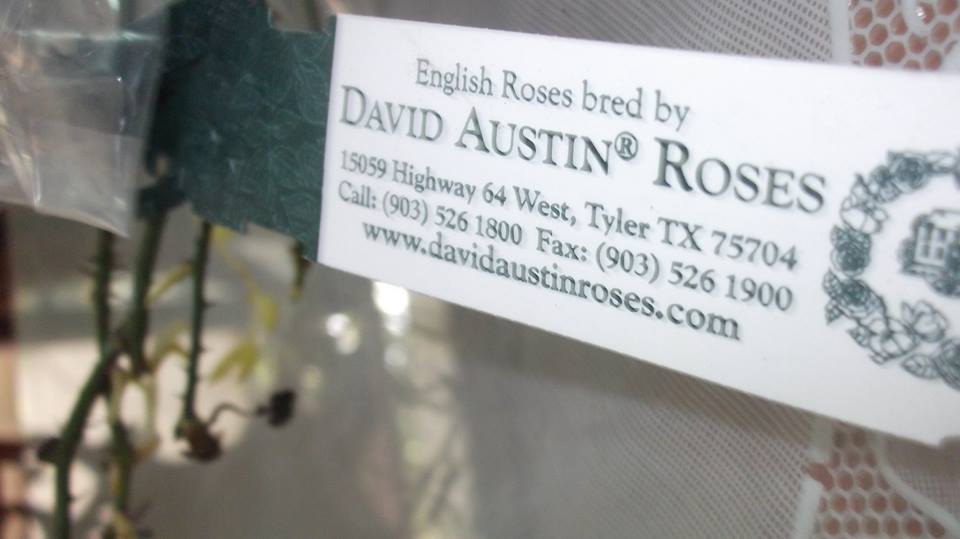 English Roses bred by
DAVID AUSTIN® ROSES
15059 Highway 64 West, Tyler TX 75704
Call: (903) 526 1800 Fax: (903) 526 1900
www.davidaustinroses.com